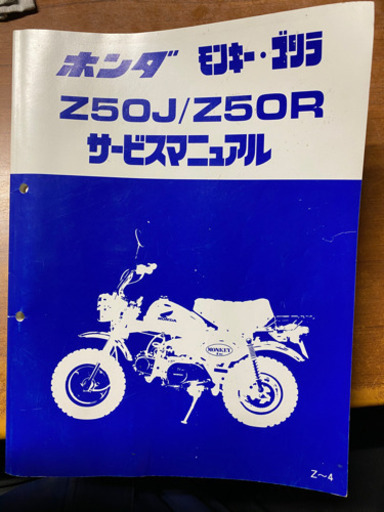 ホンダ モンキー・ゴリラ
Z50J/Z50R
サービスマニュアル
HONDA
MONKEY
Z〜4